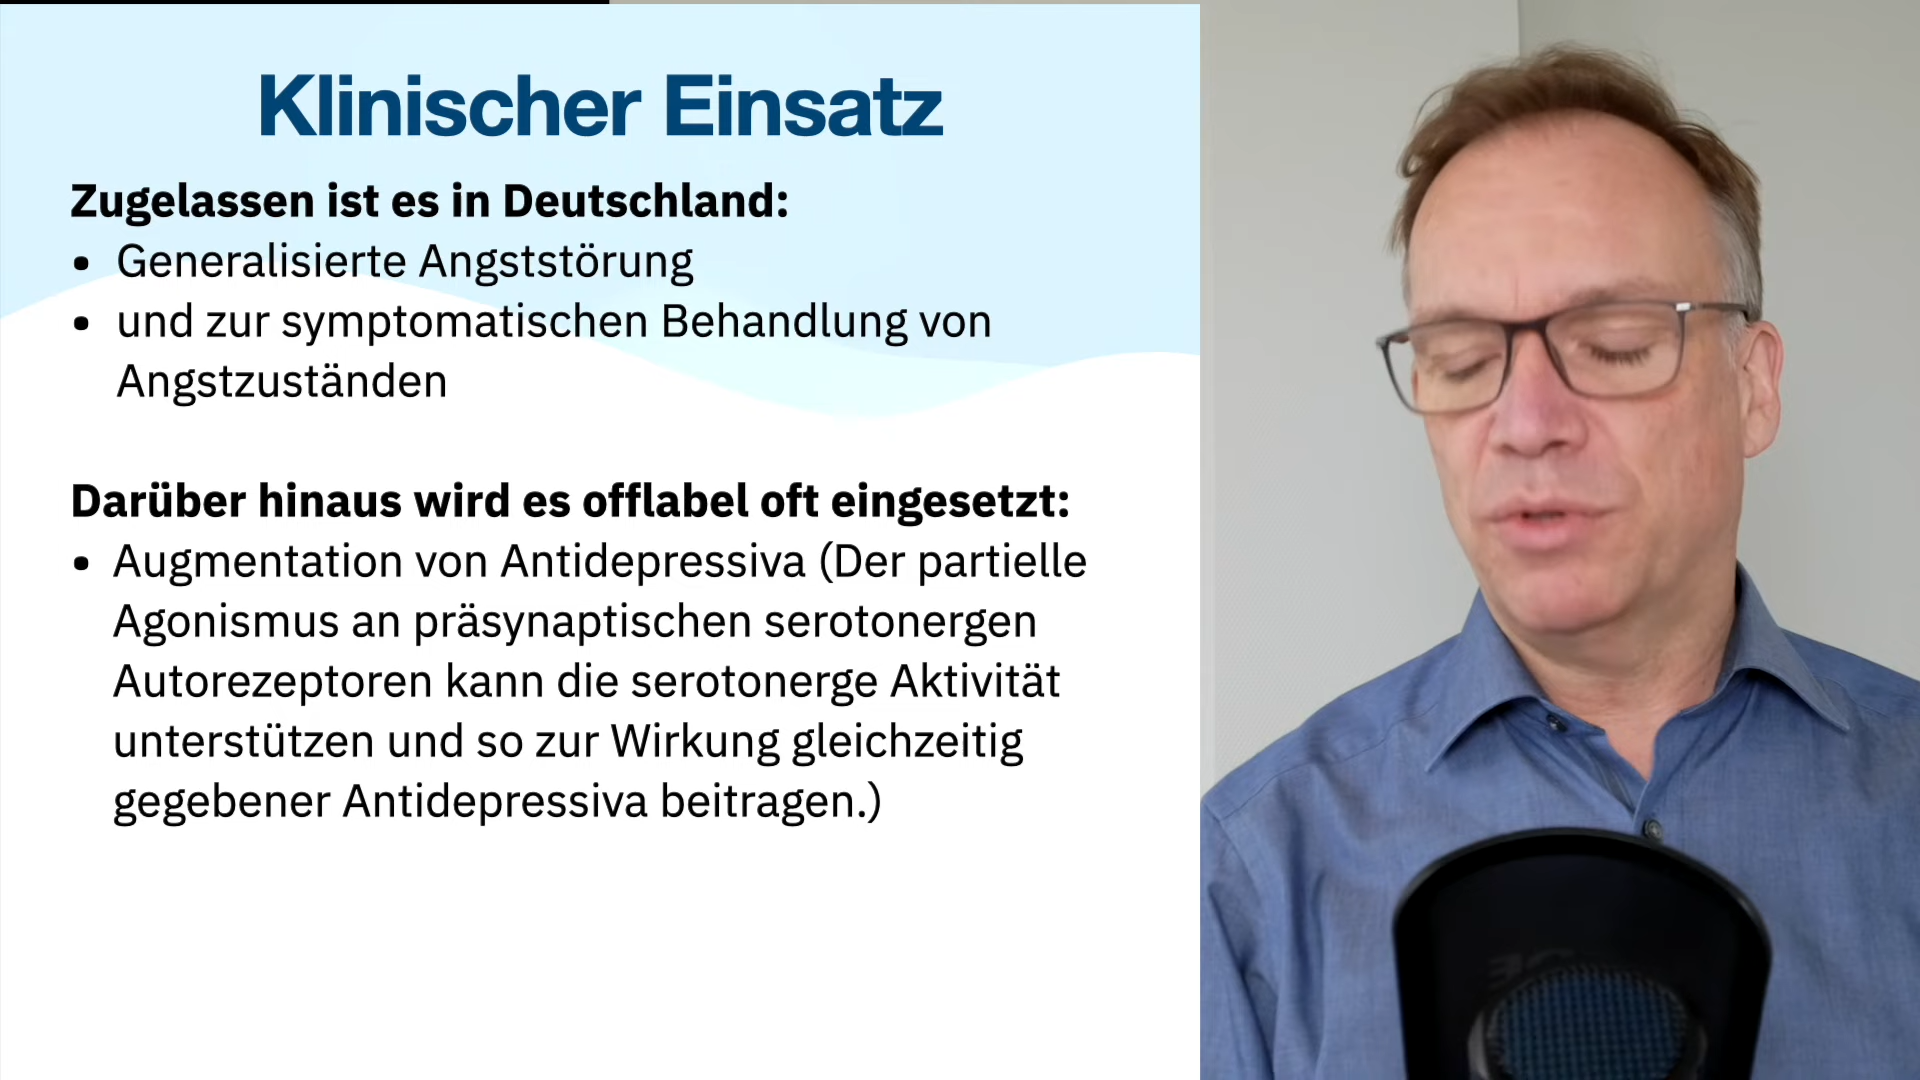 Klinischer Einsatz
Zugelassen ist es in Deutschland:
• Generalisierte Angststörung
• und zur symptomatischen Behandlung von
Angstzuständen
Darüber hinaus wird es offlabel oft eingesetzt:
• Augmentation von Antidepressiva (Der partielle
Agonismus an präsynaptischen serotonergen
Autorezeptoren kann die serotonerge Aktivität
unterstützen und so zur Wirkung gleichzeitig
gegebener Antidepressiva beitragen.)